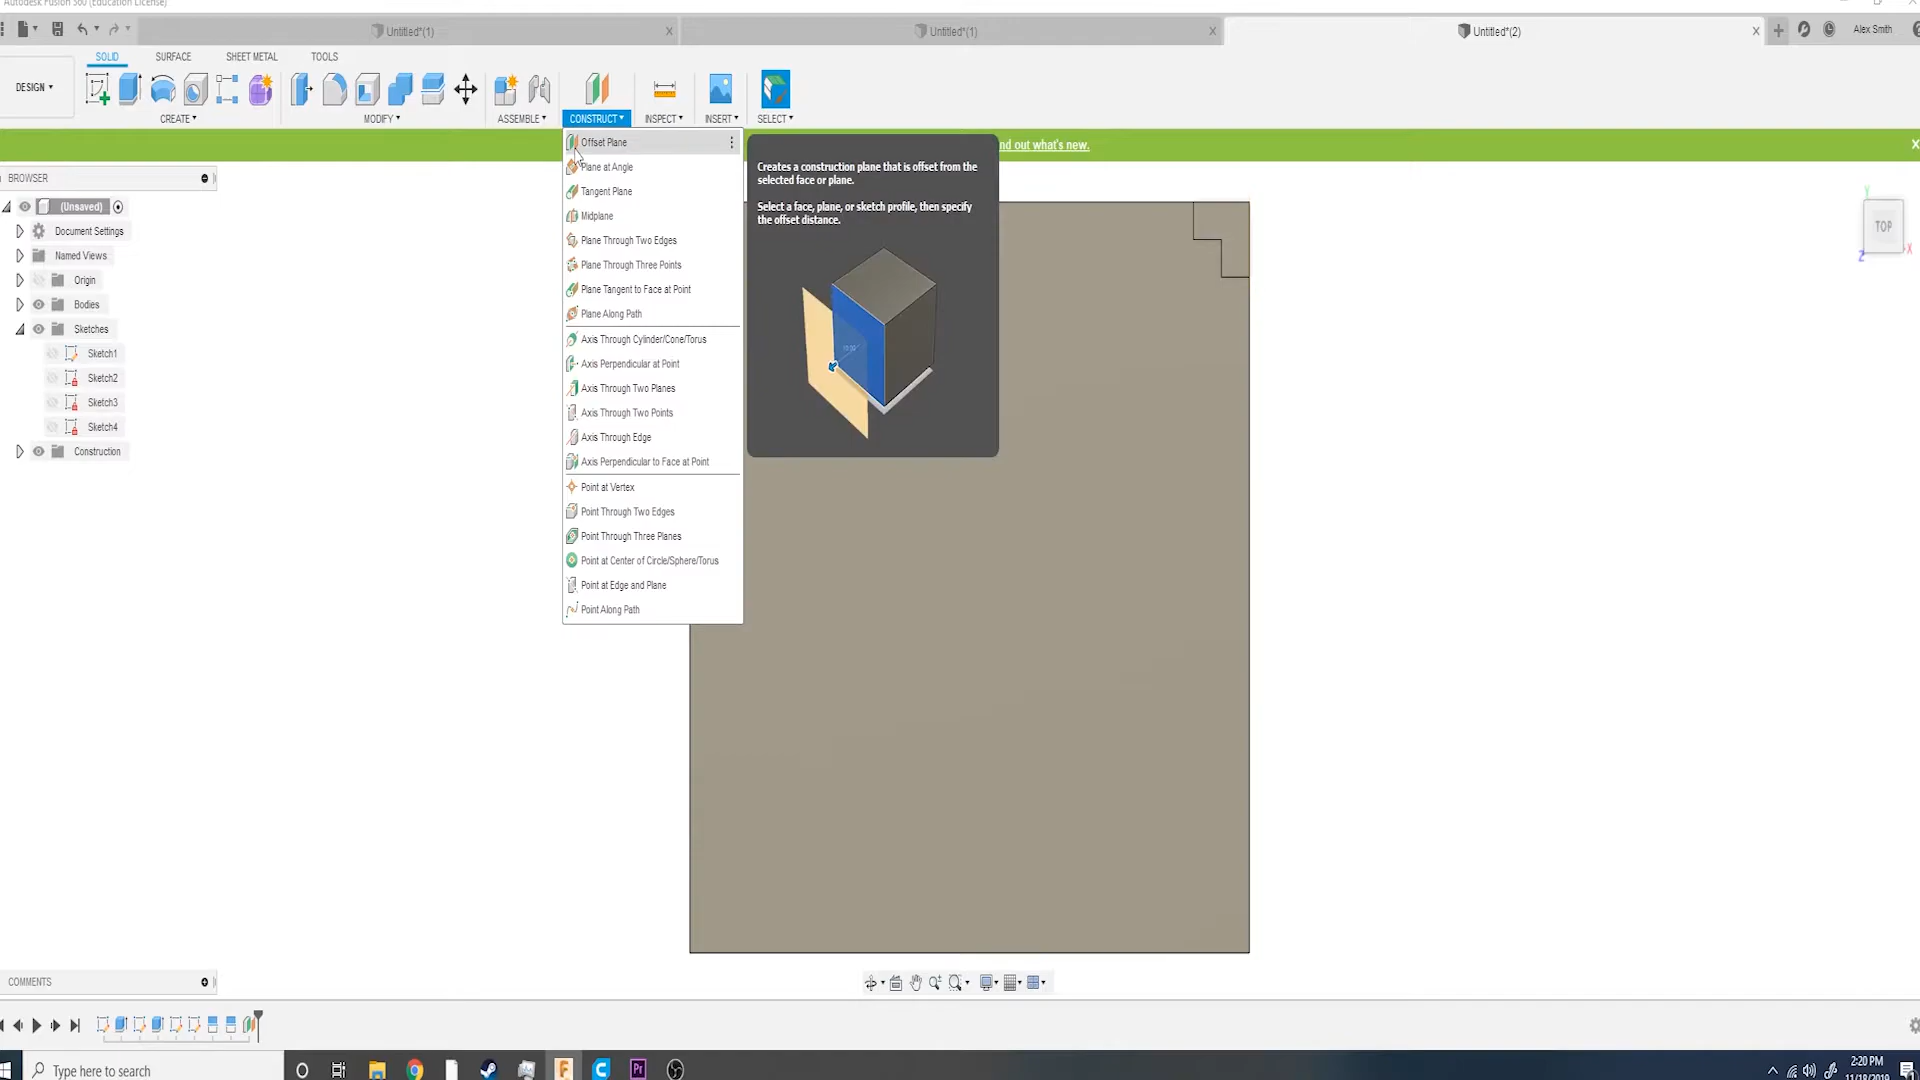 Autodesk Fusion 360 (Education License)
Untitled*(1)
Untitled*(1)
Untitled*(2)
Alex Smith
SOLID
SURFACE
SHEET METAL
TOOLS
DESIGN
CREATE
MODIFY
ASSEMBLE
CONSTRUCT
INSPECT
INSERT
SELECT
nd out what's new.
BROWSER
(Unsaved)
Document Settings
Named Views
Origin
Bodies
Sketches
Sketch1
Sketch2
Sketch3
Sketch4
Construction
Offset Plane
Plane at Angle
Tangent Plane
Midplane
Plane Through Two Edges
Plane Through Three Points
Plane Tangent to Face at Point
Plane Along Path
Axis Through Cylinder/Cone/Torus
Axis Perpendicular at Point
Axis Through Two Planes
Axis Through Two Points
Axis Through Edge
Axis Perpendicular to Face at Point
Point at Vertex
Point Through Two Edges
Point Through Three Planes
Point at Center of Circle/Sphere/Torus
Point at Edge and Plane
Point Along Path
Creates a construction plane that is offset from the
selected face or plane.
Select a face, plane, or sketch profile, then specify
the offset distance.
10.00
Y
TOP
X
Z
COMMENTS
Type here to search
Pr
2:20 PM
11/18/2019